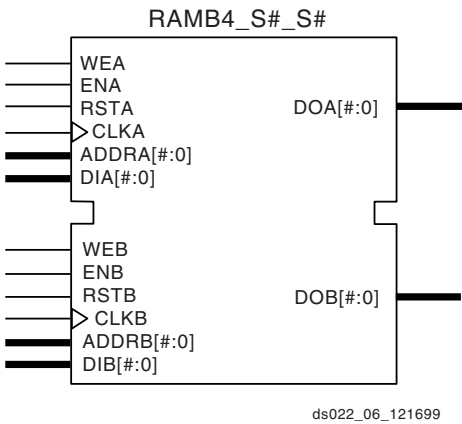 RAMB4_S#_S#
WEA
ENA
RSTA
CLKA
ADDRA[#:0]
DIA[#:0]
DOA[#:0]
WEB
ENB
RSTB
CLKB
ADDRB[#:0]
DIB[#:0]
DOB[#:0]
ds022_06_121699